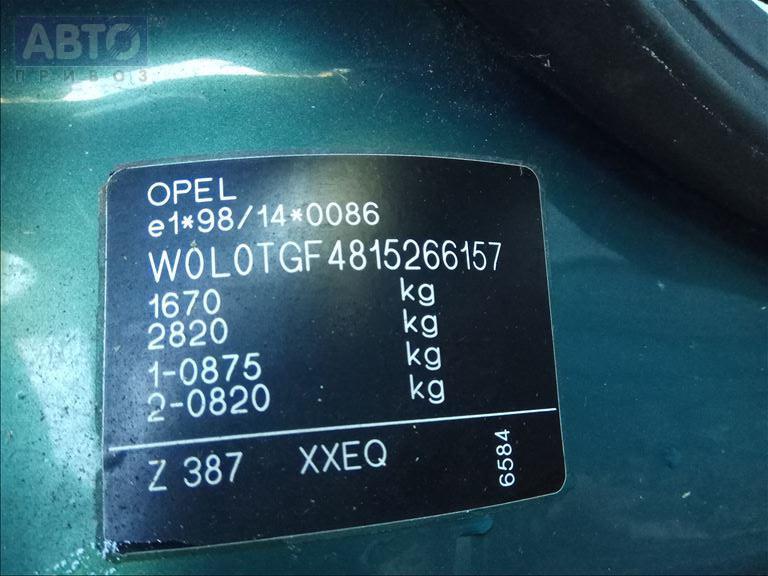 АВТО
ПРИВОЗ
OPEL
e1*98/14*0086
W0L0TGF4815266157
1670 kg
2820 kg
1-0875 kg
2-0820 kg
Z 387 XXEQ
6584